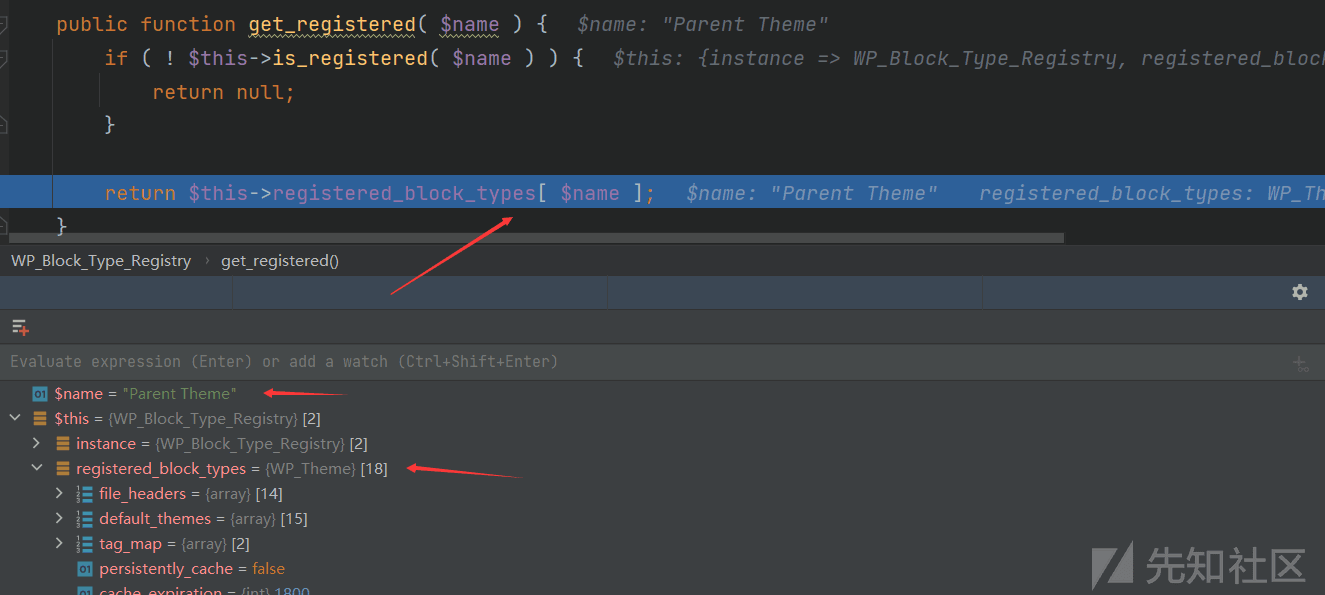 public function get_registered( $name ) {   $name: "Parent Theme"
if ( ! $this->is_registered( $name ) ) {   $this: {instance => WP_Block_Type_Registry, registered_block
return null;
}
return $this->registered_block_types[ $name ];   $name: "Parent Theme"   registered_block_types: WP_Th
}
WP_Block_Type_Registry › get_registered()
Evaluate expression (Enter) or add a watch (Ctrl+Shift+Enter)
01 $name = "Parent Theme"
$this = {WP_Block_Type_Registry} [2]
instance = {WP_Block_Type_Registry} [2]
registered_block_types = {WP_Theme} [18]
file_headers = {array} [14]
default_themes = {array} [15]
tag_map = {array} [2]
01 persistently_cache = false
01 cache_expiration = {int} 1800
先知社区